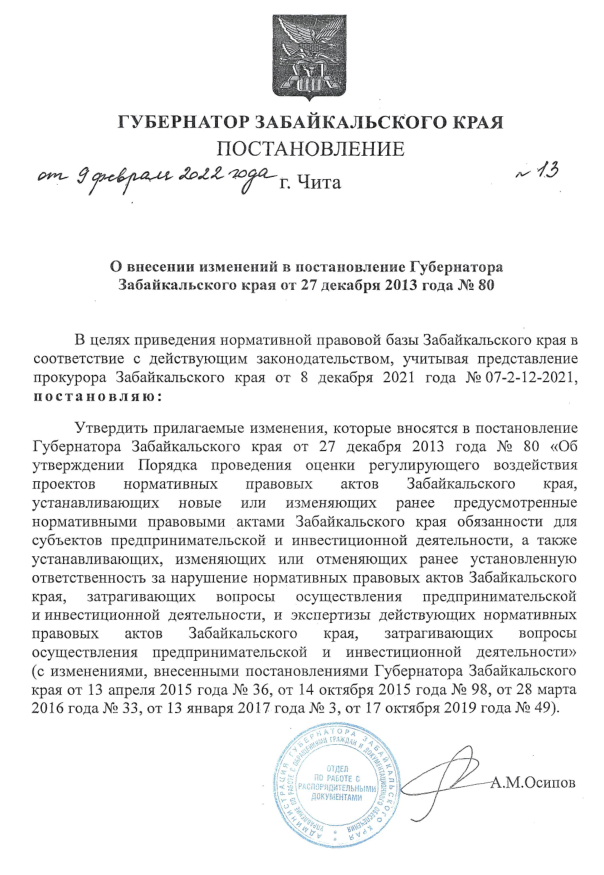 ГУБЕРНАТОР ЗАБАЙКАЛЬСКОГО КРАЯ
ПОСТАНОВЛЕНИЕ
от 9 февраля 2022 года г. Чита № 13
О внесении изменений в постановление Губернатора
Забайкальского края от 27 декабря 2013 года № 80
В целях приведения нормативной правовой базы Забайкальского края в
соответствие с действующим законодательством, учитывая представление
прокурора Забайкальского края от 8 декабря 2021 года № 07-2-12-2021,
постановляю:
Утвердить прилагаемые изменения, которые вносятся в постановление
Губернатора Забайкальского края от 27 декабря 2013 года № 80 «Об
утверждении Порядка проведения оценки регулирующего воздействия
проектов нормативных правовых актов Забайкальского края,
устанавливающих новые или изменяющих ранее предусмотренные
нормативными правовыми актами Забайкальского края обязанности для
субъектов предпринимательской и инвестиционной деятельности, а также
устанавливающих, изменяющих или отменяющих ранее установленную
ответственность за нарушение нормативных правовых актов Забайкальского
края, затрагивающих вопросы осуществления предпринимательской
и инвестиционной деятельности, и экспертизы действующих нормативных
правовых актов Забайкальского края, затрагивающих вопросы
осуществления предпринимательской и инвестиционной деятельности»
(с изменениями, внесенными постановлениями Губернатора Забайкальского
края от 13 апреля 2015 года № 36, от 14 октября 2015 года № 98, от 28 марта
2016 года № 33, от 13 января 2017 года № 3, от 17 октября 2019 года № 49).
АДМИНИСТРАЦИЯ ГУБЕРНАТОРА ЗАБАЙКАЛЬСКОГО КРАЯ
ОТДЕЛ
ПО РАБОТЕ С
РАСПОРЯДИТЕЛЬНЫМИ
ДОКУМЕНТАМИ
А.М.Осипов